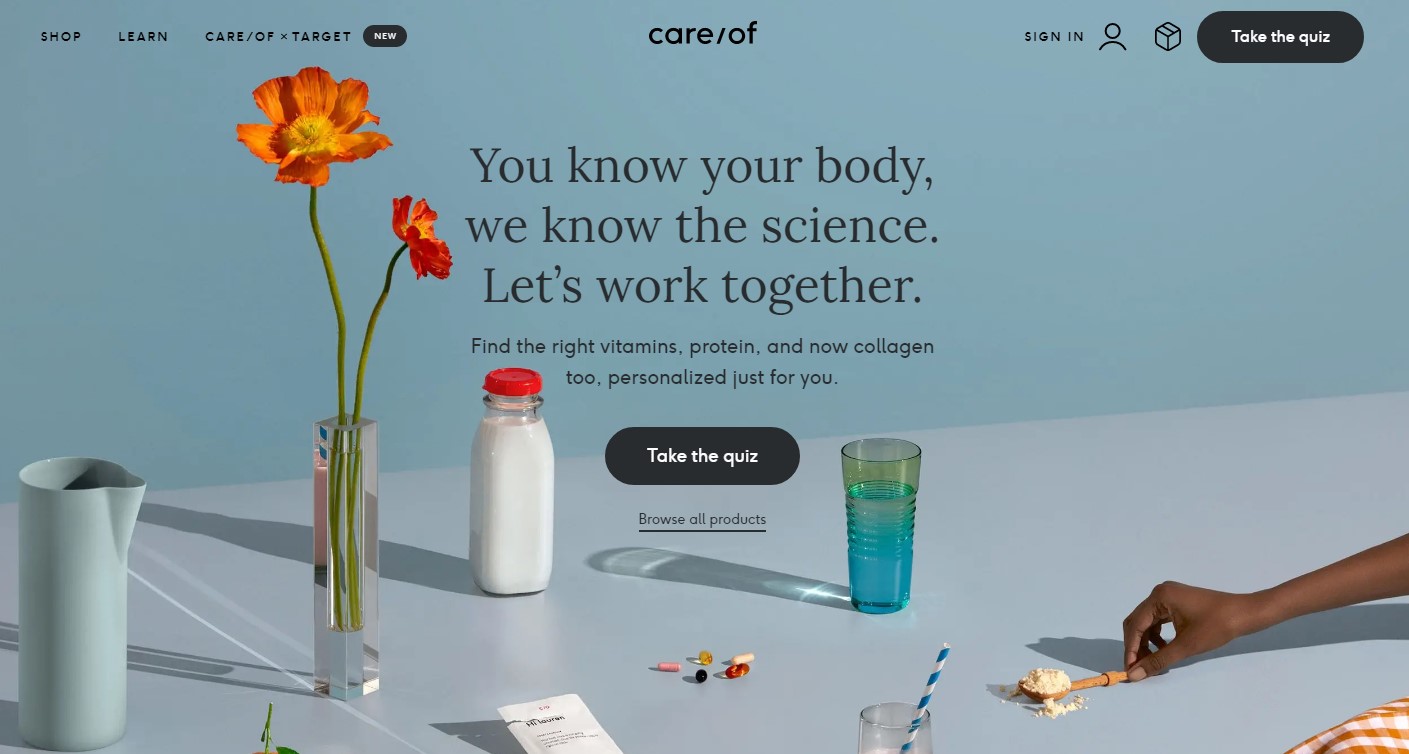 SHOP
LEARN
CARE/OF × TARGET
NEW
care/of
SIGN IN
Take the quiz
You know your body,
we know the science.
Let’s work together.
Find the right vitamins, protein, and now collagen
too, personalized just for you.
Take the quiz
Browse all products
Hi lauren